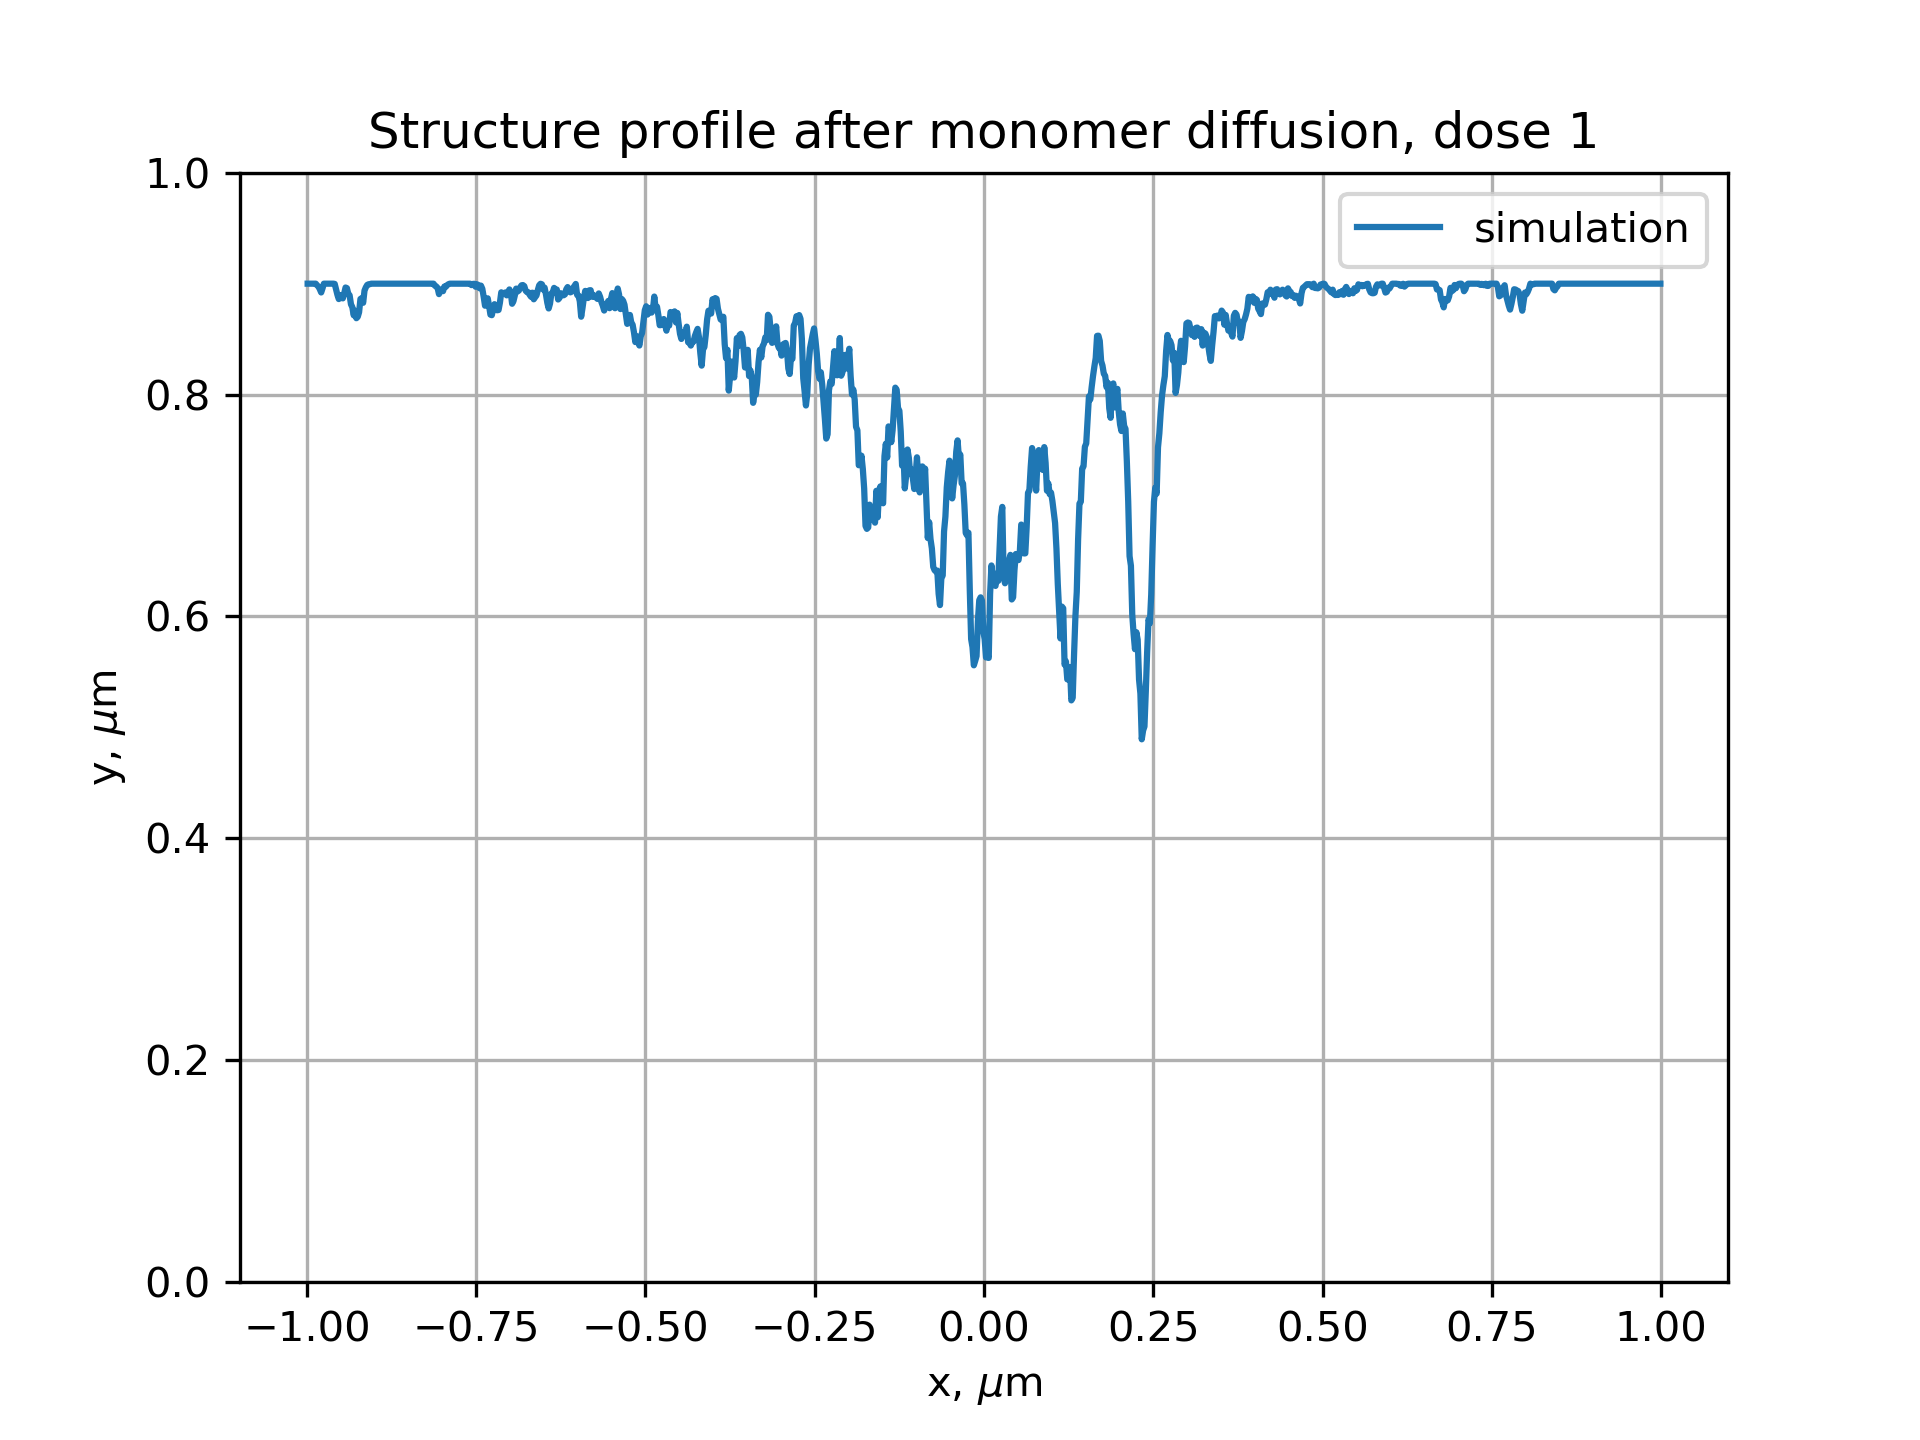 Structure profile after monomer diffusion, dose 1
simulation
1.0
0.8
0.6
0.4
0.2
0.0
y, μm
−1.00 −0.75 −0.50 −0.25 0.00 0.25 0.50 0.75 1.00
x, μm